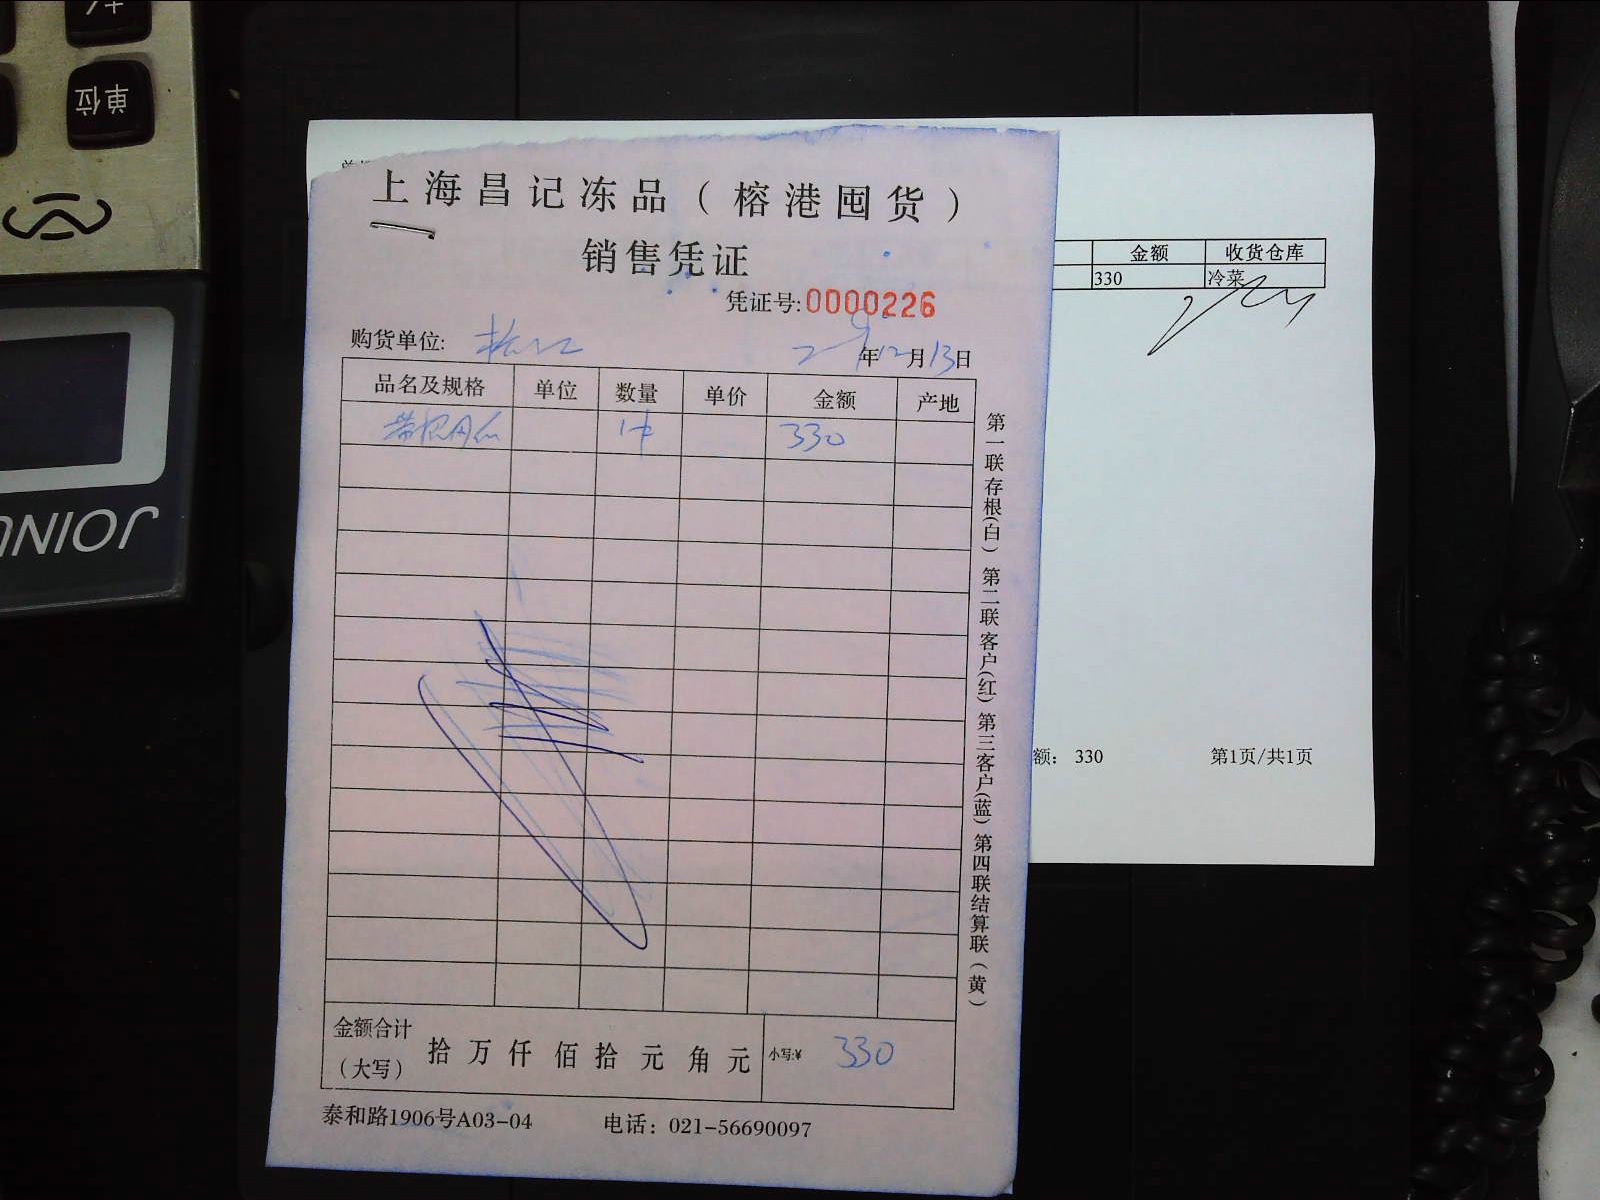 单位
JOINU
上海昌记冻品（榕港囤货）
销售凭证
凭证号:0000226
购货单位:
年12月13日
品名及规格 单位 数量 单价 金额 产地
1件 330
第一联存根(白) 第二联客户(红) 第三客户(蓝) 第四联结算联(黄)
金额合计（大写） 拾万仟佰拾元角元 小写:¥ 330
泰和路1906号A03-04 电话：021-56690097
金额 收货仓库
330 冷菜
额： 330 第1页/共1页